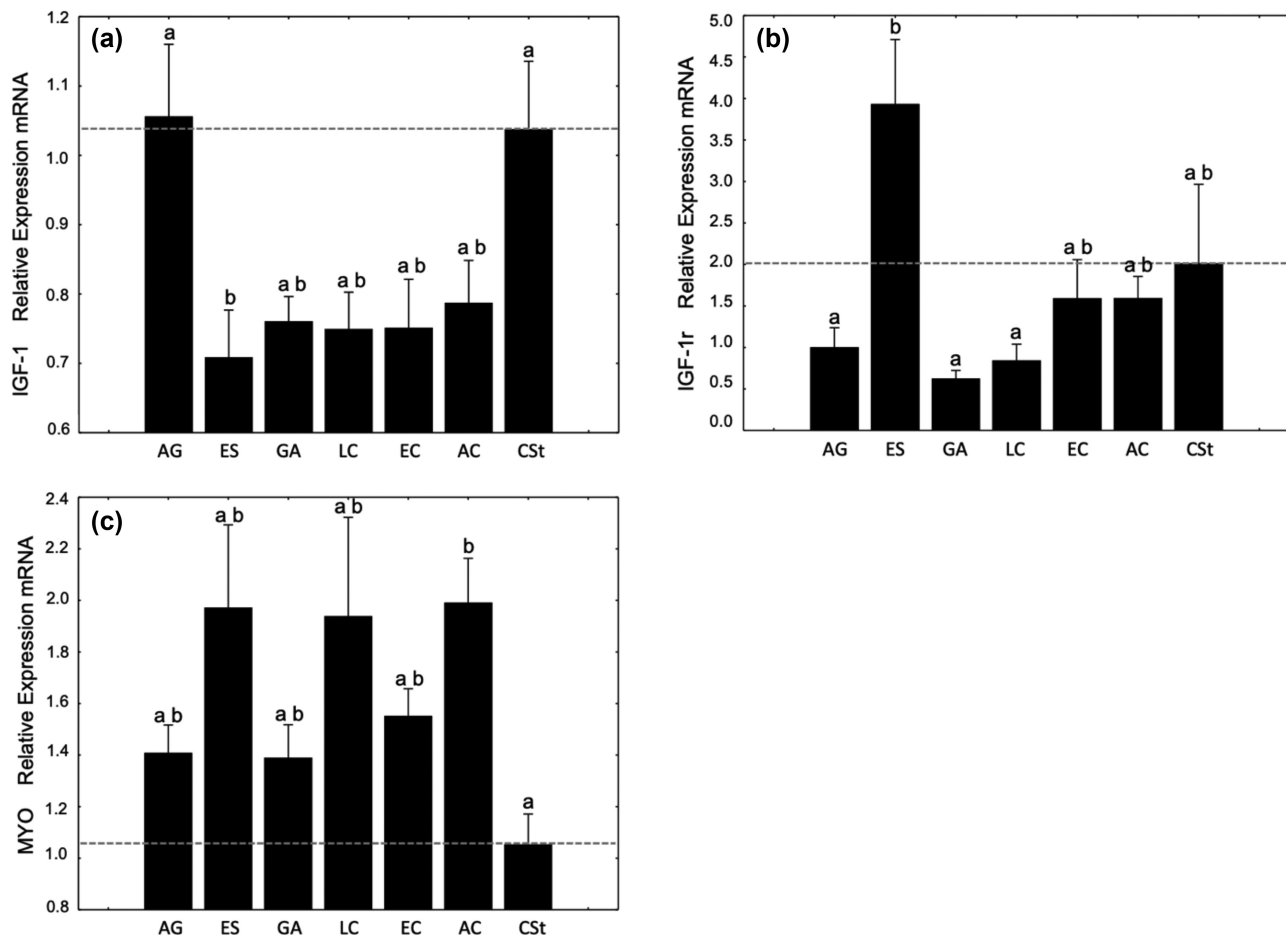 (a)
IGF-1 Relative Expression mRNA
1.2
1.1
1.0
0.9
0.8
0.7
0.6
a
b
a b
a b
a b
a b
a
AG ES GA LC EC AC CSt
(b)
IGF-1r Relative Expression mRNA
5.0
4.5
4.0
3.5
3.0
2.5
2.0
1.5
1.0
0.5
0.0
a
b
a
a
a b
a b
a b
AG ES GA LC EC AC CSt
(c)
MYO Relative Expression mRNA
2.4
2.2
2.0
1.8
1.6
1.4
1.2
1.0
0.8
a b
a b
a b
a b
a b
b
a
AG ES GA LC EC AC CSt